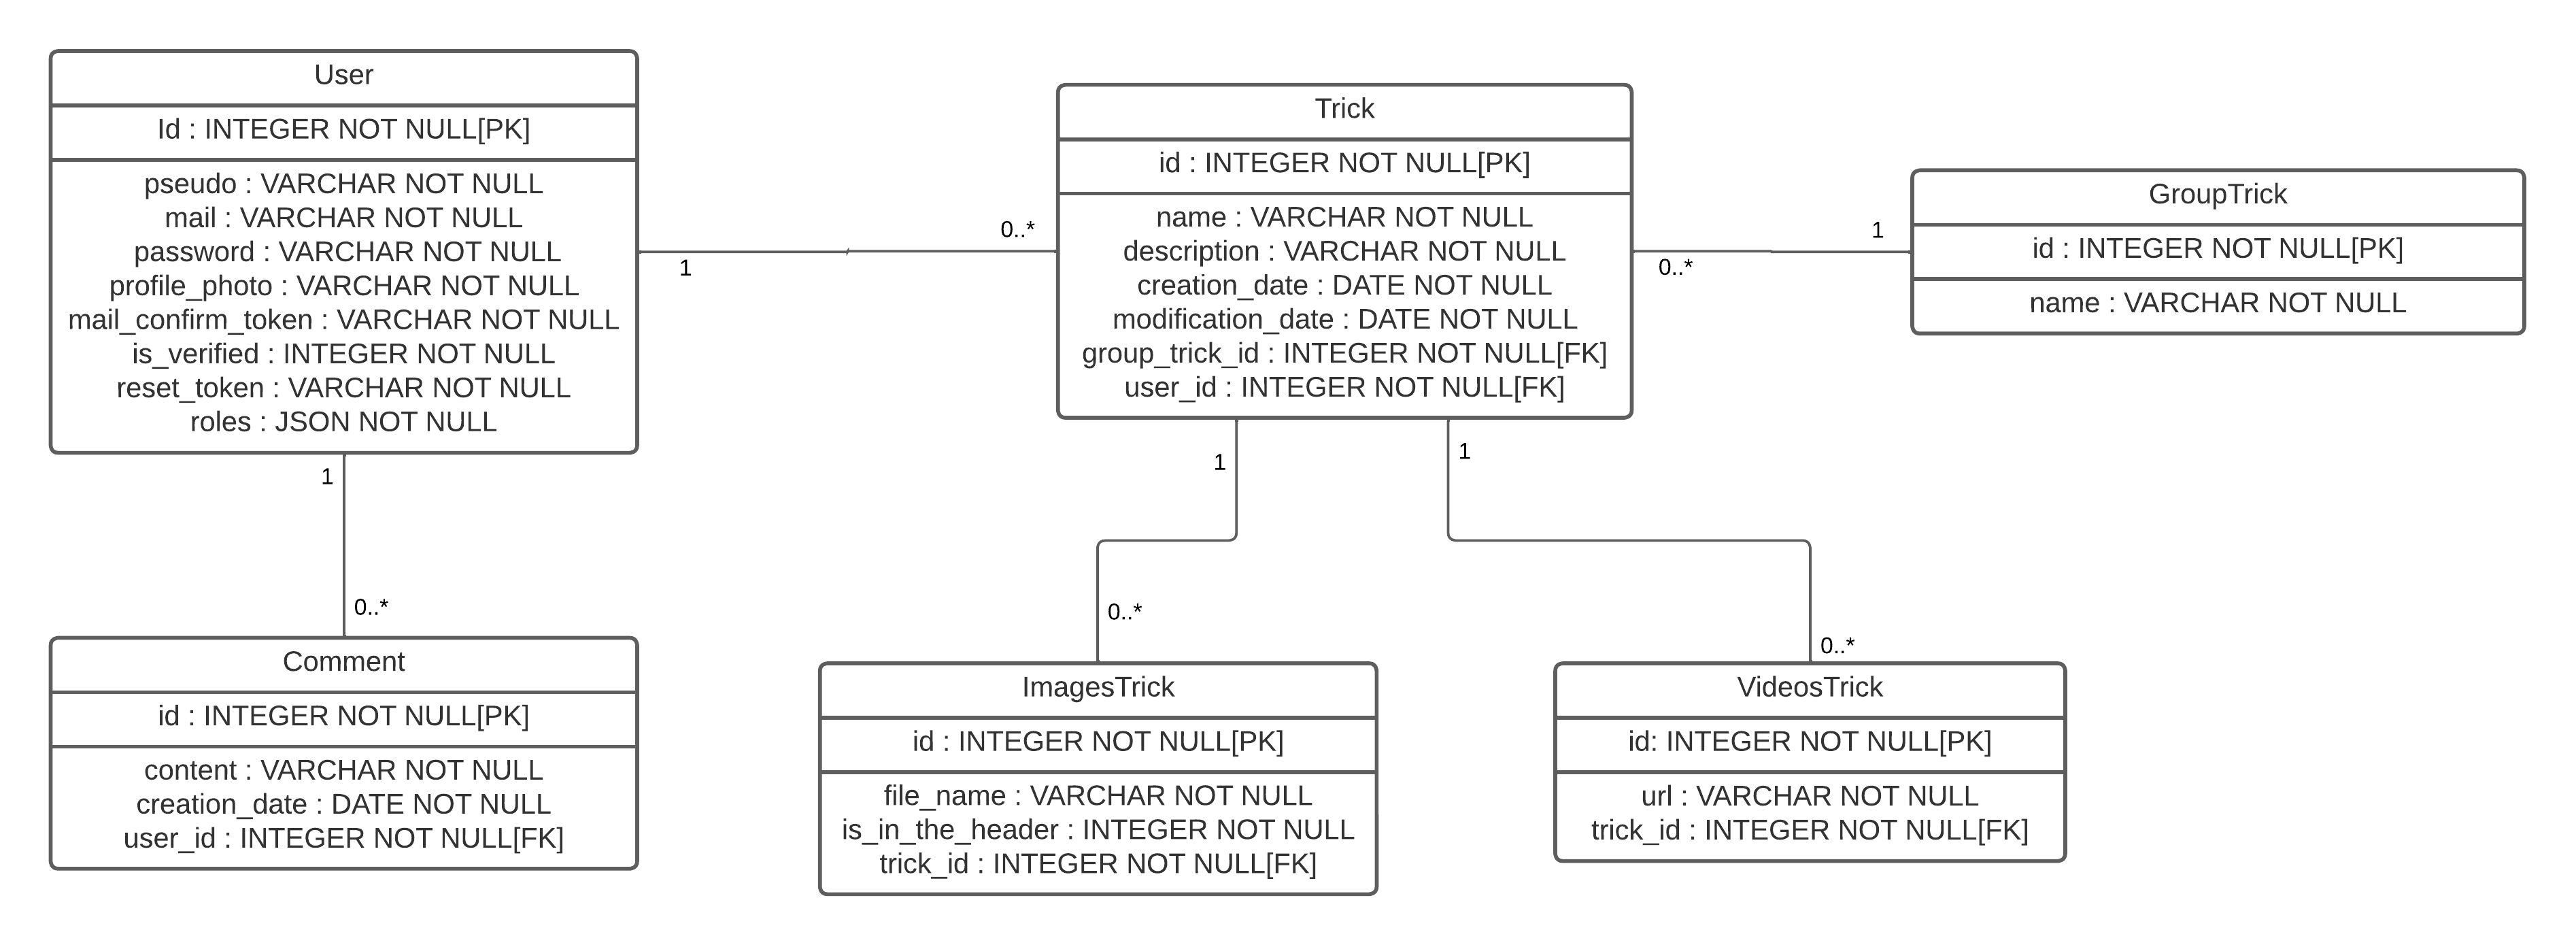 User
Id : INTEGER NOT NULL[PK]
pseudo : VARCHAR NOT NULL
mail : VARCHAR NOT NULL
password : VARCHAR NOT NULL
profile_photo : VARCHAR NOT NULL
mail_confirm_token : VARCHAR NOT NULL
is_verified : INTEGER NOT NULL
reset_token : VARCHAR NOT NULL
roles : JSON NOT NULL
1
0..*
Trick
id : INTEGER NOT NULL[PK]
name : VARCHAR NOT NULL
description : VARCHAR NOT NULL
creation_date : DATE NOT NULL
modification_date : DATE NOT NULL
group_trick_id : INTEGER NOT NULL[FK]
user_id : INTEGER NOT NULL[FK]
0..*
1
GroupTrick
id : INTEGER NOT NULL[PK]
name : VARCHAR NOT NULL
1
0..*
1
0..*
1
0..*
Comment
id : INTEGER NOT NULL[PK]
content : VARCHAR NOT NULL
creation_date : DATE NOT NULL
user_id : INTEGER NOT NULL[FK]
ImagesTrick
id : INTEGER NOT NULL[PK]
file_name : VARCHAR NOT NULL
is_in_the_header : INTEGER NOT NULL
trick_id : INTEGER NOT NULL[FK]
VideosTrick
id: INTEGER NOT NULL[PK]
url : VARCHAR NOT NULL
trick_id : INTEGER NOT NULL[FK]